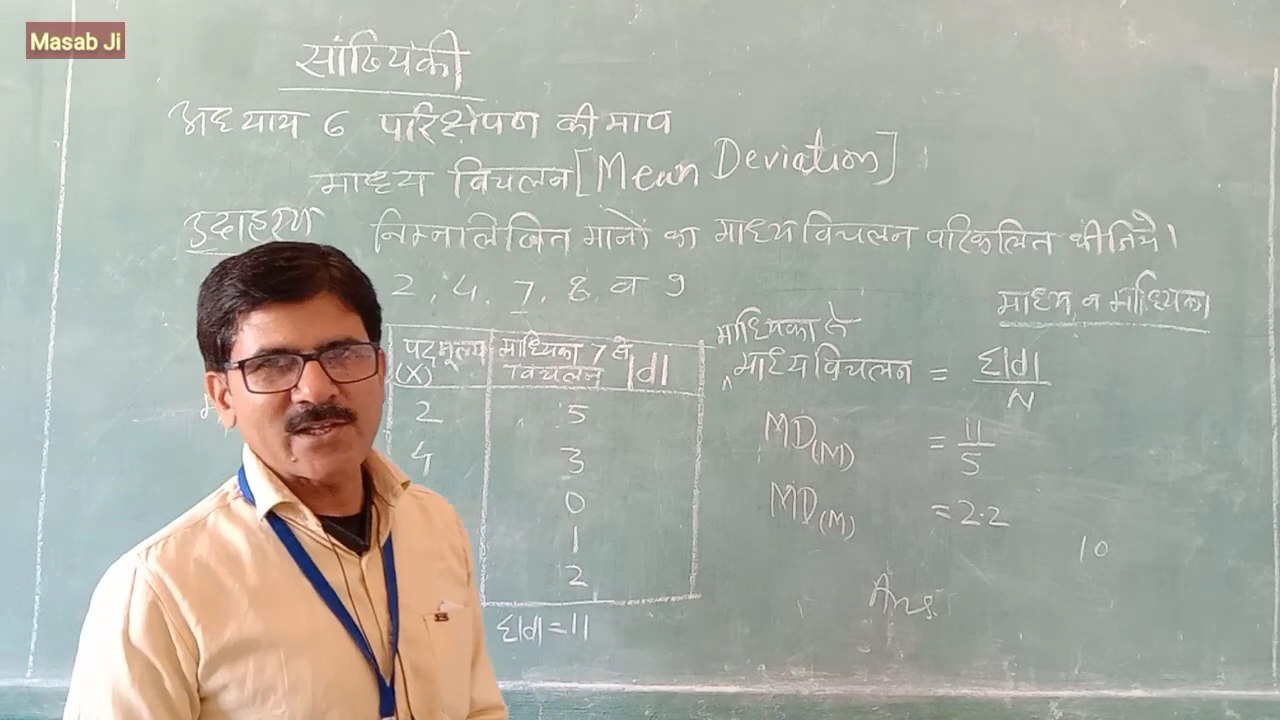 Masab Ji
सांख्यिकी
अध्याय 6 परिक्षेपण की माप
माध्य विचलन [Mean Deviation]
उदाहरण निम्नलिखित मानों का माध्य विचलन परिकलित कीजिये।
2, 4, 7, 8, व 9
माध्य व माध्यिका
पद मूल्य (X) माध्यिका 7 से विचलन |d|
2 5
4 3
0
1
2
Σ|d| = 11
माध्यिका से
माध्य विचलन = Σ|d| / N
MD(M) = 11 / 5
MD(M) = 2.2
10
Ans.